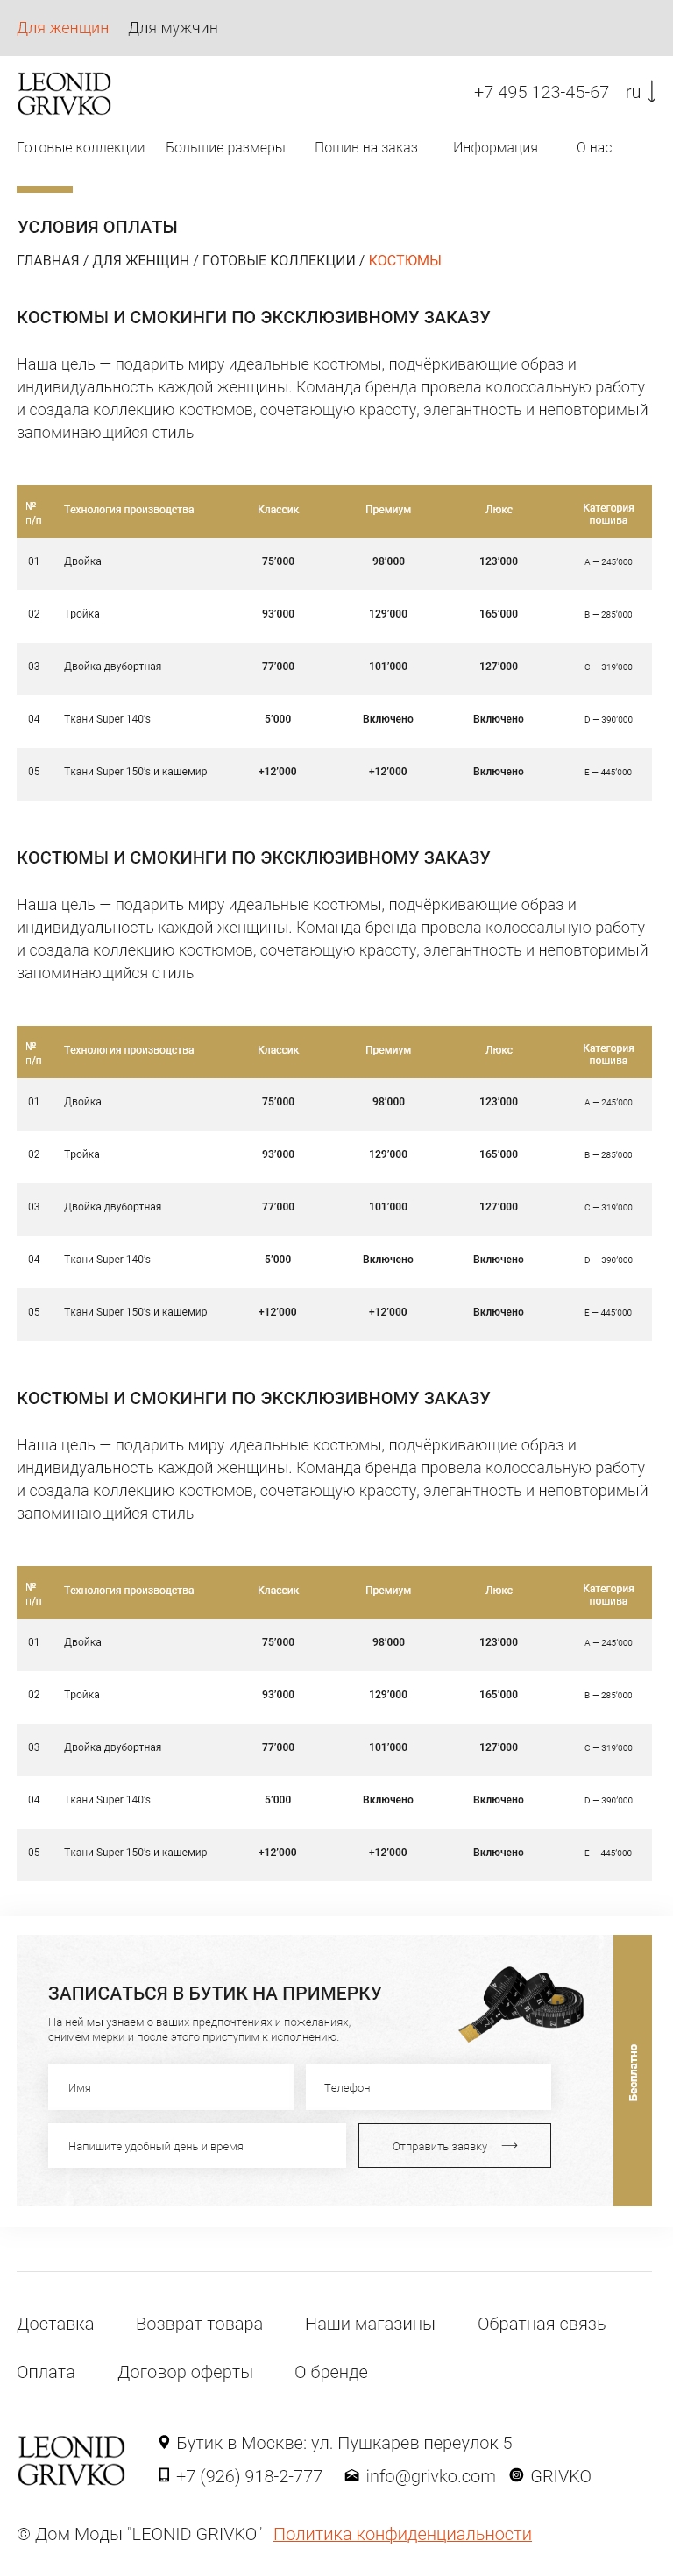 Для женщин Для мужчин
LEONID
GRIVKO
+7 495 123-45-67 ru
Готовые коллекции Большие размеры Пошив на заказ Информация О нас
УСЛОВИЯ ОПЛАТЫ
ГЛАВНАЯ / ДЛЯ ЖЕНЩИН / ГОТОВЫЕ КОЛЛЕКЦИИ / КОСТЮМЫ
КОСТЮМЫ И СМОКИНГИ ПО ЭКСКЛЮЗИВНОМУ ЗАКАЗУ
Наша цель — подарить миру идеальные костюмы, подчёркивающие образ и
индивидуальность каждой женщины. Команда бренда провела колоссальную работу
и создала коллекцию костюмов, сочетающую красоту, элегантность и неповторимый
запоминающийся стиль
№ п/п Технология производства Классик Премиум Люкс Категория пошива
01 Двойка 75’000 98’000 123’000 A — 245’000
02 Тройка 93’000 129’000 165’000 B — 285’000
03 Двойка двубортная 77’000 101’000 127’000 C — 319’000
04 Ткани Super 140’s 5’000 Включено Включено D — 390’000
05 Ткани Super 150’s и кашемир +12’000 +12’000 Включено E — 445’000
КОСТЮМЫ И СМОКИНГИ ПО ЭКСКЛЮЗИВНОМУ ЗАКАЗУ
Наша цель — подарить миру идеальные костюмы, подчёркивающие образ и
индивидуальность каждой женщины. Команда бренда провела колоссальную работу
и создала коллекцию костюмов, сочетающую красоту, элегантность и неповторимый
запоминающийся стиль
№ п/п Технология производства Классик Премиум Люкс Категория пошива
01 Двойка 75’000 98’000 123’000 A — 245’000
02 Тройка 93’000 129’000 165’000 B — 285’000
03 Двойка двубортная 77’000 101’000 127’000 C — 319’000
04 Ткани Super 140’s 5’000 Включено Включено D — 390’000
05 Ткани Super 150’s и кашемир +12’000 +12’000 Включено E — 445’000
КОСТЮМЫ И СМОКИНГИ ПО ЭКСКЛЮЗИВНОМУ ЗАКАЗУ
Наша цель — подарить миру идеальные костюмы, подчёркивающие образ и
индивидуальность каждой женщины. Команда бренда провела колоссальную работу
и создала коллекцию костюмов, сочетающую красоту, элегантность и неповторимый
запоминающийся стиль
№ п/п Технология производства Классик Премиум Люкс Категория пошива
01 Двойка 75’000 98’000 123’000 A — 245’000
02 Тройка 93’000 129’000 165’000 B — 285’000
03 Двойка двубортная 77’000 101’000 127’000 C — 319’000
04 Ткани Super 140’s 5’000 Включено Включено D — 390’000
05 Ткани Super 150’s и кашемир +12’000 +12’000 Включено E — 445’000
ЗАПИСАТЬСЯ В БУТИК НА ПРИМЕРКУ
На ней мы узнаем о ваших предпочтениях и пожеланиях,
снимем мерки и после этого приступим к исполнению.
Имя Телефон
Напишите удобный день и время Отправить заявку
Бесплатно
Доставка Возврат товара Наши магазины Обратная связь
Оплата Договор оферты О бренде
LEONID
GRIVKO
Бутик в Москве: ул. Пушкарев переулок 5
+7 (926) 918-2-777 info@grivko.com GRIVKO
© Дом Моды "LEONID GRIVKO" Политика конфиденциальности